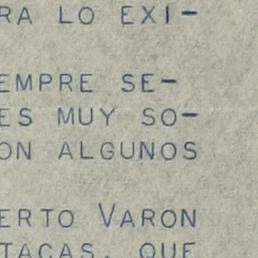 RA LO EXI-
EMPRE SE-
ES MUY SO-
ON ALGUNOS
ERTO VARON
TACAS, QUE